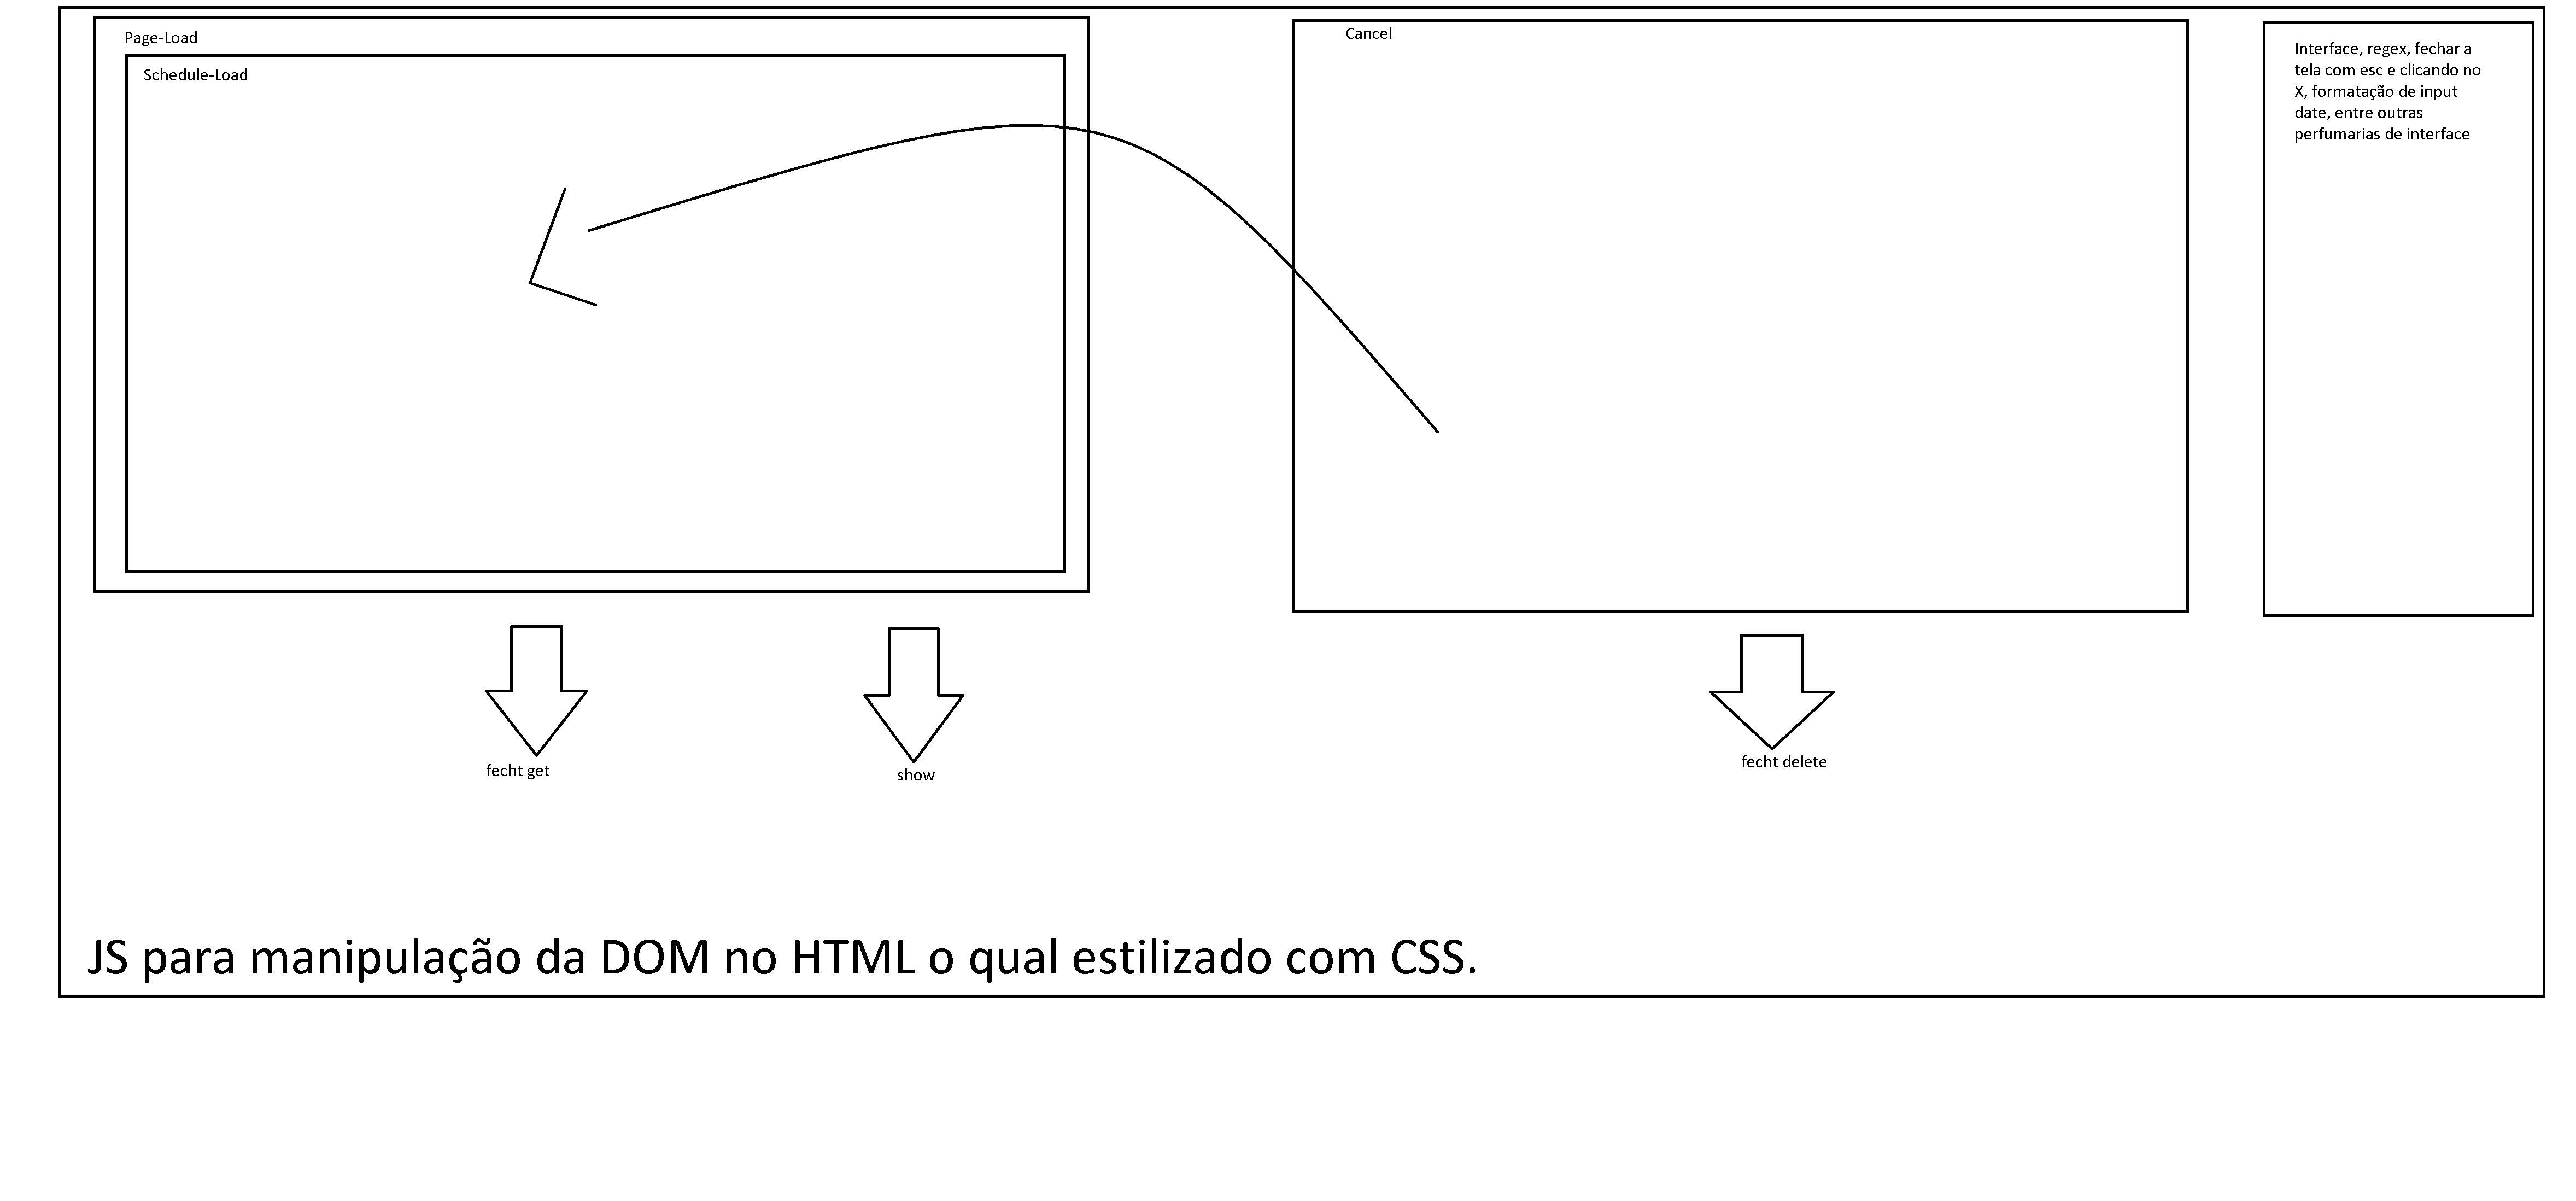 Page-Load
Schedule-Load
Cancel
Interface, regex, fechar a
tela com esc e clicando no
X, formatação de input
date, entre outras
perfumarias de interface
fecht get
show
fecht delete
JS para manipulação da DOM no HTML o qual estilizado com CSS.